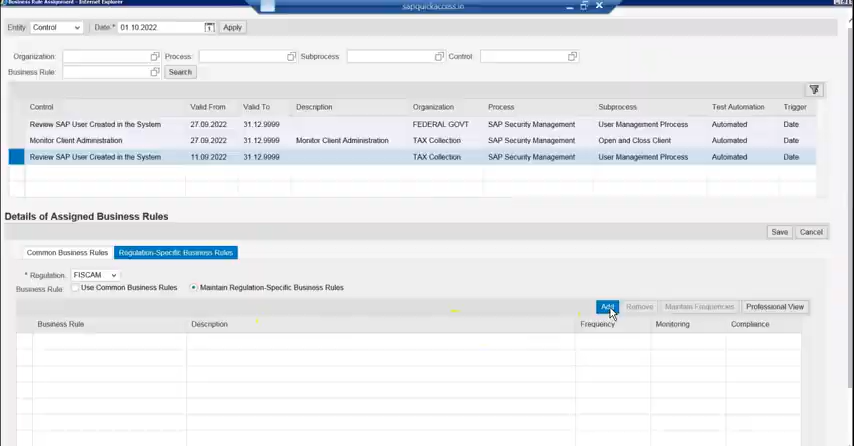 Business Rule Assignment - Internet Explorer
sapquickaccess.in
Entity Control Date:* 01.10.2022 Apply
Organization: Process: Subprocess Control
Business Rule: Search
Control Valid From Valid To Description Organization Process Subprocess Test Automation Trigger
Review SAP User Created in the System 27.09.2022 31.12.9999 FEDERAL GOVT SAP Security Management User Management PIrocess Automated Date
Monitor Client Administration 27.09.2022 31.12.9999 Monitor Client Administration TAX Collection SAP Security Management Open and Closs Client Automated Date
Review SAP User Created in the System 11.09.2022 31.12.9999 TAX Collection SAP Security Management User Management PIrocess Automated Date
Details of Assigned Business Rules
Save Cancel
Common Business Rules Regulation-Specific Business Rules
* Regulation: FISCAM
Business Rule: Use Common Business Rules Maintain Regulation-Specific Business Rules
Add Remove Maintain Frequencies Professional View
Business Rule Description Frequency Monitoring Compliance